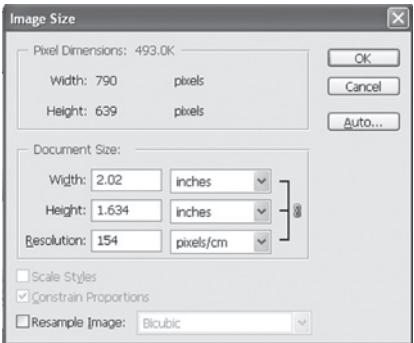 Image Size
Pixel Dimensions: 493.0K
Width: 790 pixels
Height: 639 pixels
OK
Cancel
Auto...
Document Size:
Width: 2.02 inches
Height: 1.634 inches
Resolution: 154 pixels/cm
Scale Styles
Constrain Proportions
Resample Image: Bicubic